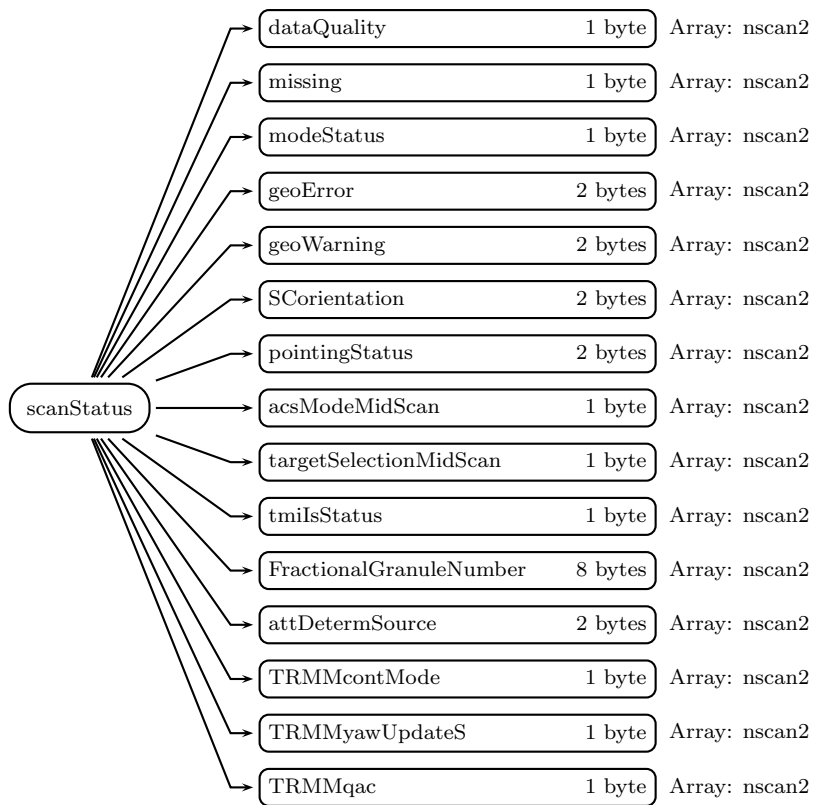 dataQuality 1 byte Array: nscan2
missing 1 byte Array: nscan2
modeStatus 1 byte Array: nscan2
geoError 2 bytes Array: nscan2
geoWarning 2 bytes Array: nscan2
SCorientation 2 bytes Array: nscan2
pointingStatus 2 bytes Array: nscan2
scanStatus acsModeMidScan 1 byte Array: nscan2
targetSelectionMidScan 1 byte Array: nscan2
tmiIsStatus 1 byte Array: nscan2
FractionalGranuleNumber 8 bytes Array: nscan2
attDetermSource 2 bytes Array: nscan2
TRMMcontMode 1 byte Array: nscan2
TRMMyawUpdateS 1 byte Array: nscan2
TRMMqac 1 byte Array: nscan2